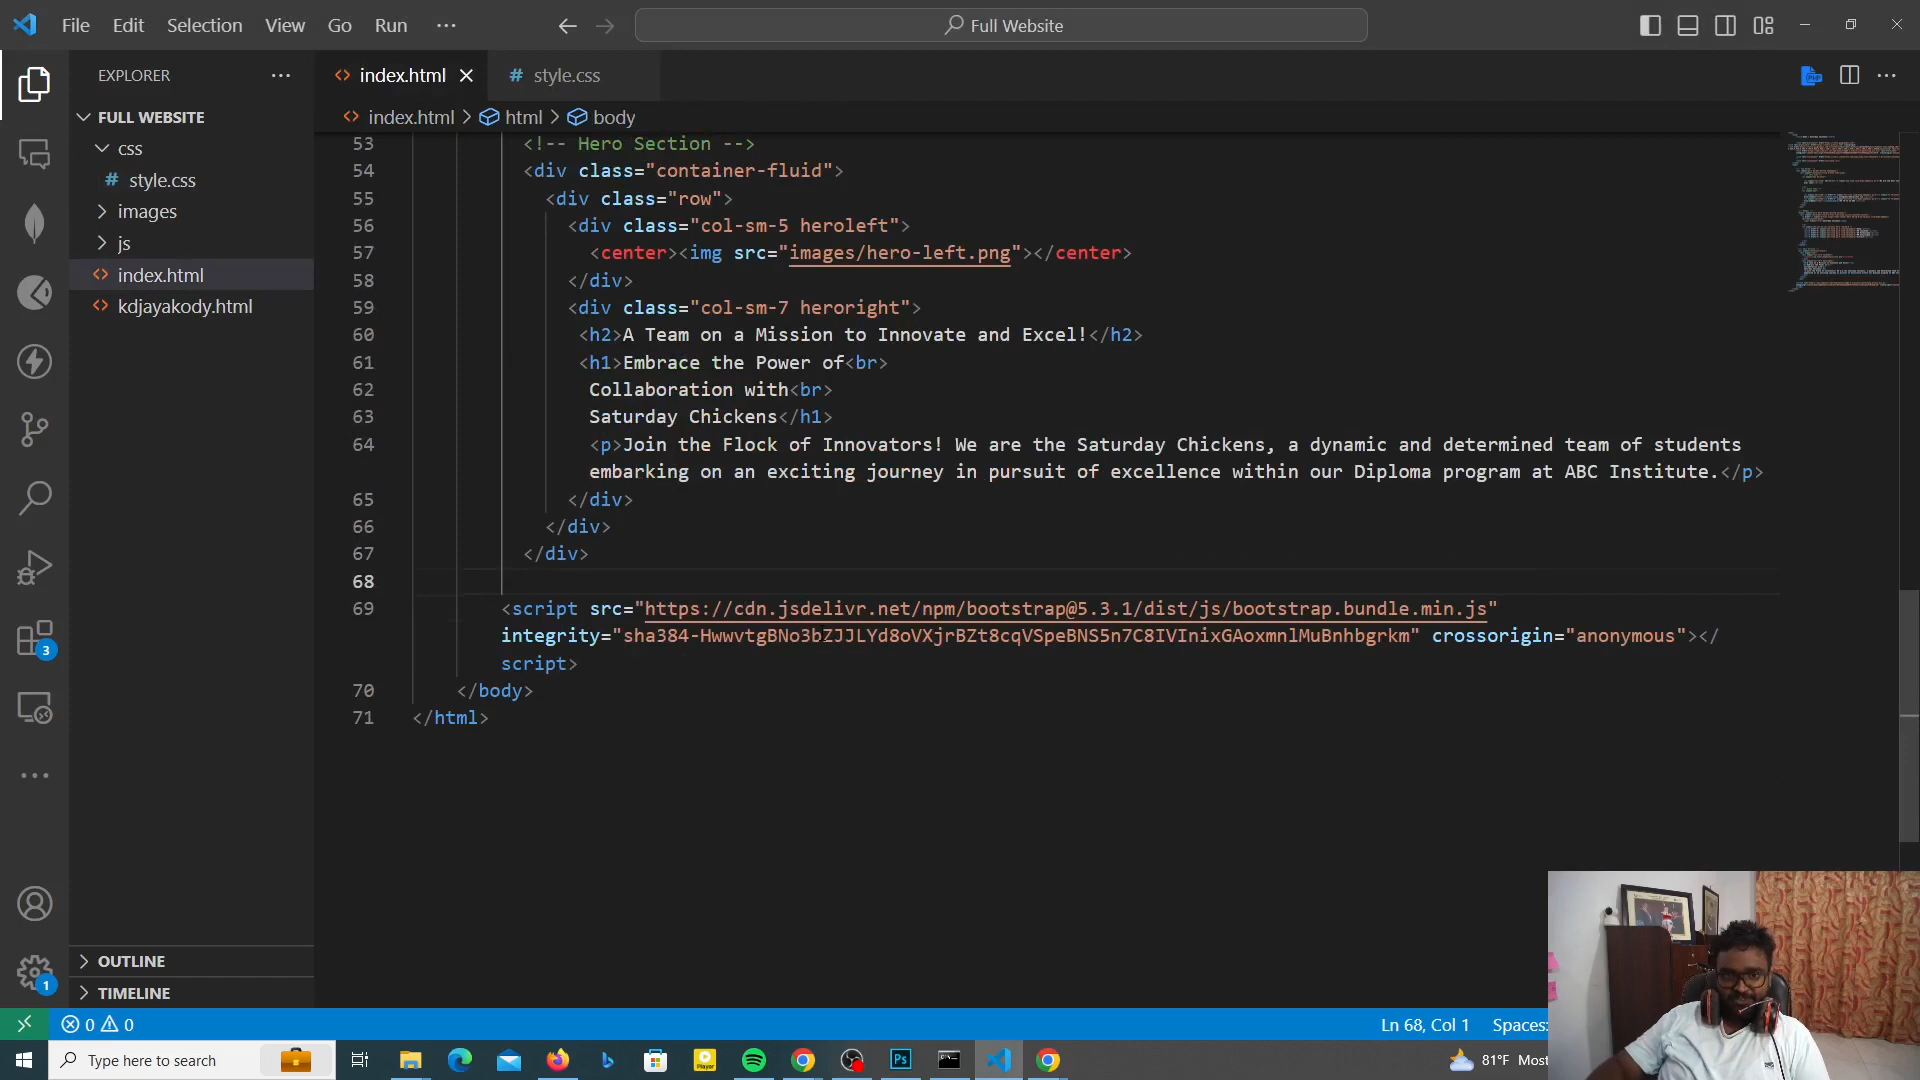 File Edit Selection View Go Run ··· Full Website
EXPLORER ···
index.html style.css
FULL WEBSITE
css
style.css
images
js
index.html
kdjayakody.html
OUTLINE
TIMELINE
index.html > html > body
53 <!-- Hero Section -->
54 <div class="container-fluid">
55 <div class="row">
56 <div class="col-sm-5 heroleft">
57 <center><img src="images/hero-left.png"></center>
58 </div>
59 <div class="col-sm-7 heroright">
60 <h2>A Team on a Mission to Innovate and Excel!</h2>
61 <h1>Embrace the Power of<br>
62 Collaboration with<br>
63 Saturday Chickens</h1>
64 <p>Join the Flock of Innovators! We are the Saturday Chickens, a dynamic and determined team of students
embarking on an exciting journey in pursuit of excellence within our Diploma program at ABC Institute.</p>
65 </div>
66 </div>
67 </div>
68
69 <script src="https://cdn.jsdelivr.net/npm/bootstrap@5.3.1/dist/js/bootstrap.bundle.min.js"
integrity="sha384-HwwvtgBNo3bZJJLYd8oVXjrBZt8cqVSpeBNS5n7C8IVInixGAoxmnlMuBnhbgrkm" crossorigin="anonymous"></
script>
70 </body>
71 </html>
3
1
0 0 Ln 68, Col 1 Spaces:
Type here to search Player Ps 81°F Most